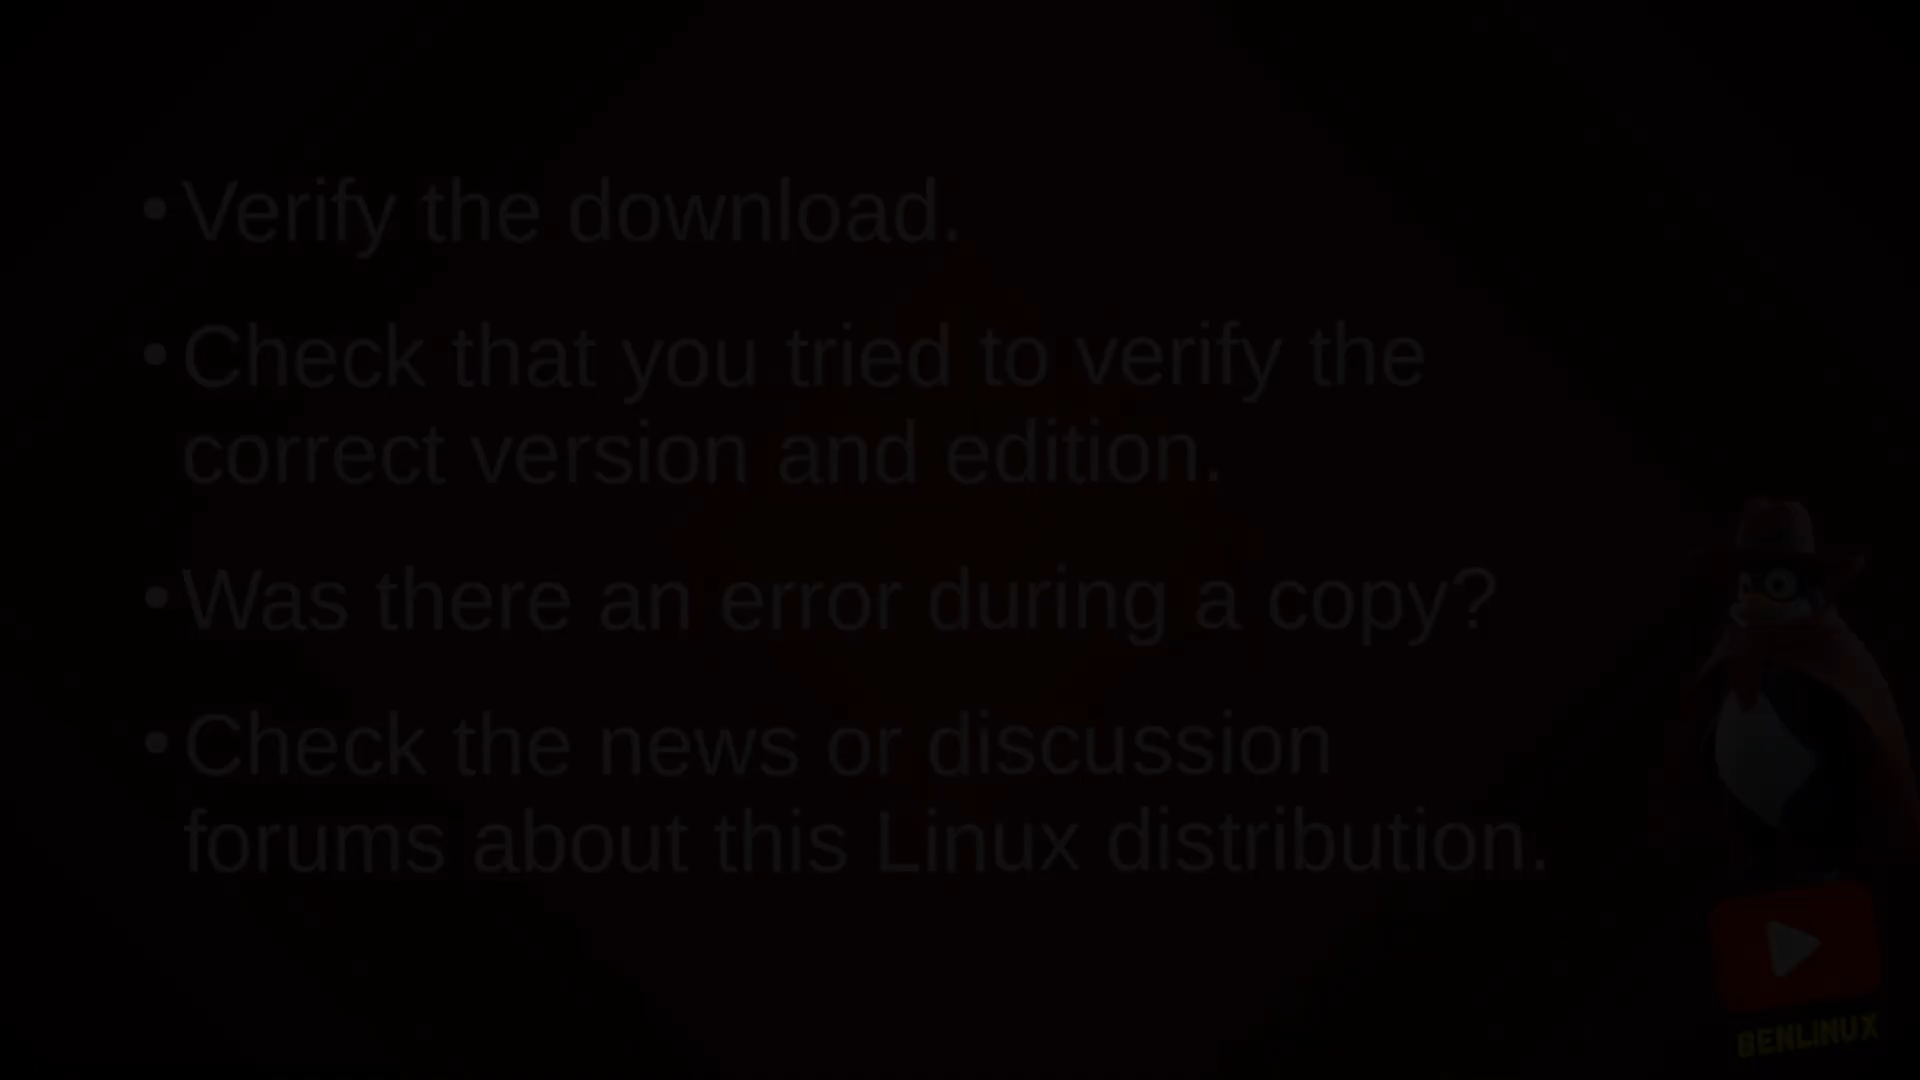 • Verify the download.
• Check that you tried to verify the
correct version and edition.
• Was there an error during a copy?
• Check the news or discussion
forums about this Linux distribution.
BENLINUX